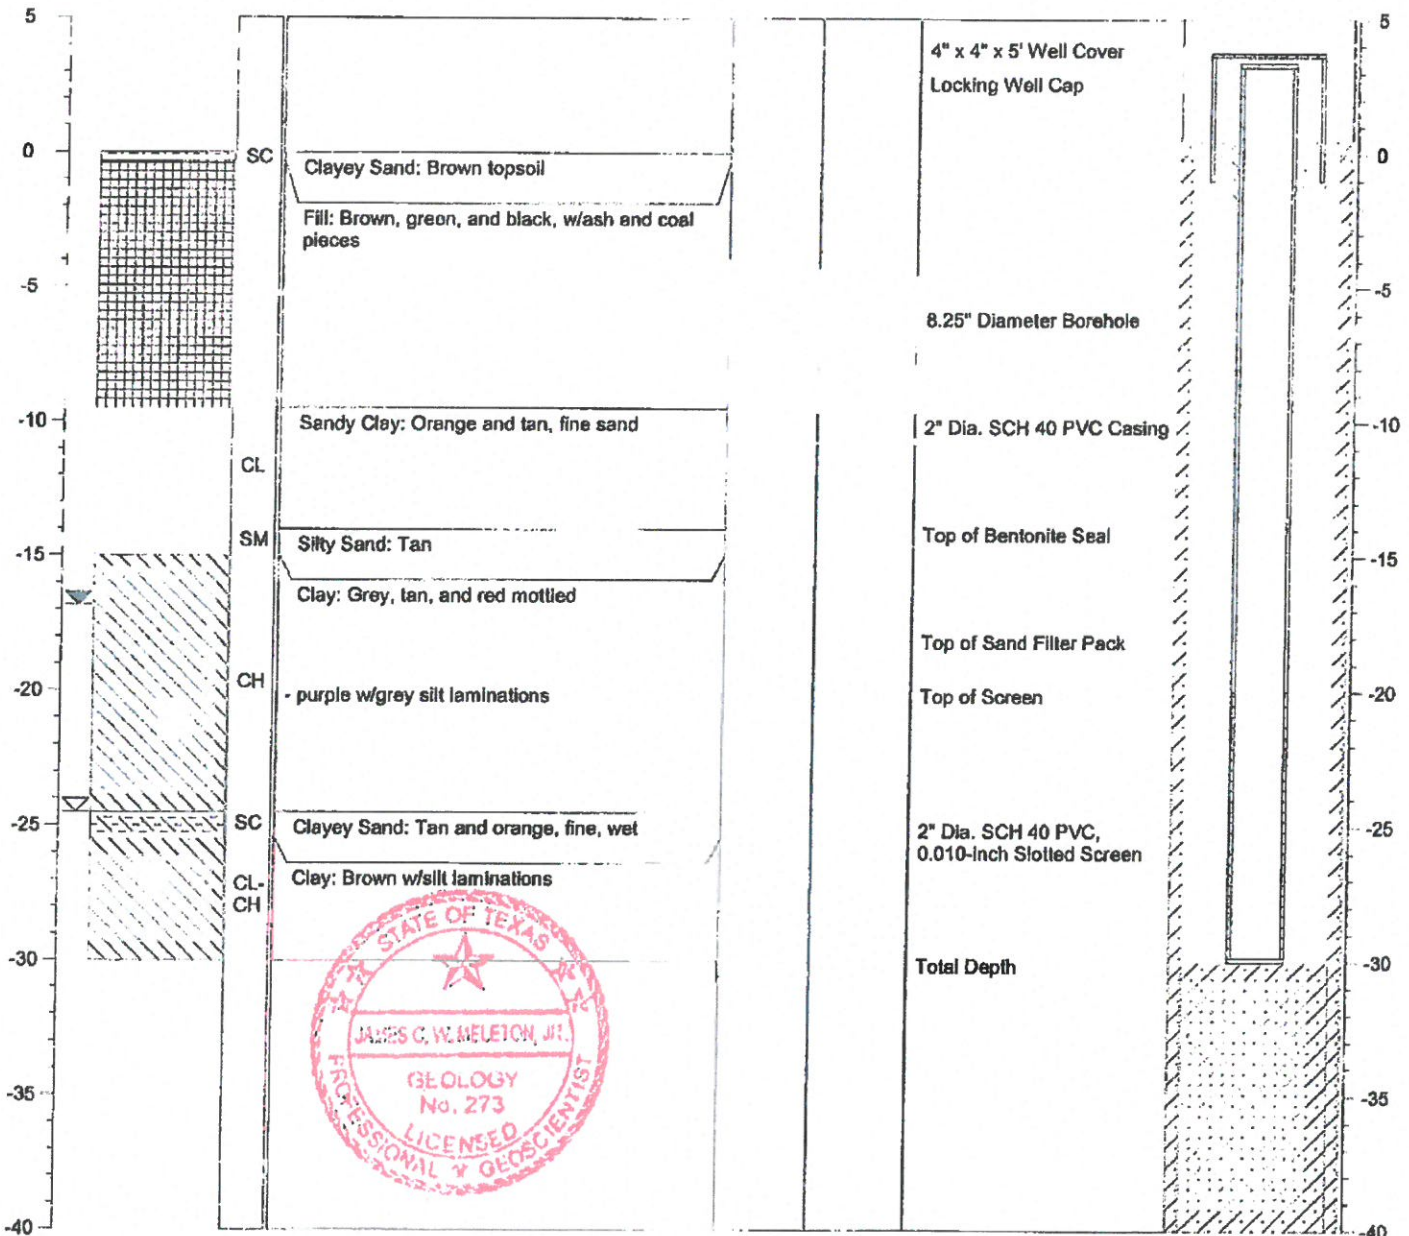 5
0
-5
-10
-15
-20
-25
-30
-35
-40
SC
CL
SM
CH
SC
CL-
CH
Clayey Sand: Brown topsoil
Fill: Brown, green, and black, w/ash and coal
pieces
Sandy Clay: Orange and tan, fine sand
Silty Sand: Tan
Clay: Grey, tan, and red mottled
- purple w/grey silt laminations
Clayey Sand: Tan and orange, fine, wet
Clay: Brown w/silt laminations
STATE OF TEXAS
JAMES G. W. MELETON, JR.
GEOLOGY
No. 273
LICENSED
PROFESSIONAL GEOSCIENTIST
4" x 4" x 5' Well Cover
Locking Well Cap
8.25" Diameter Borehole
2" Dia. SCH 40 PVC Casing
Top of Bentonite Seal
Top of Sand Filter Pack
Top of Screen
2" Dia. SCH 40 PVC,
0.010-inch Slotted Screen
Total Depth
5
0
-5
-10
-15
-20
-25
-30
-35
-40